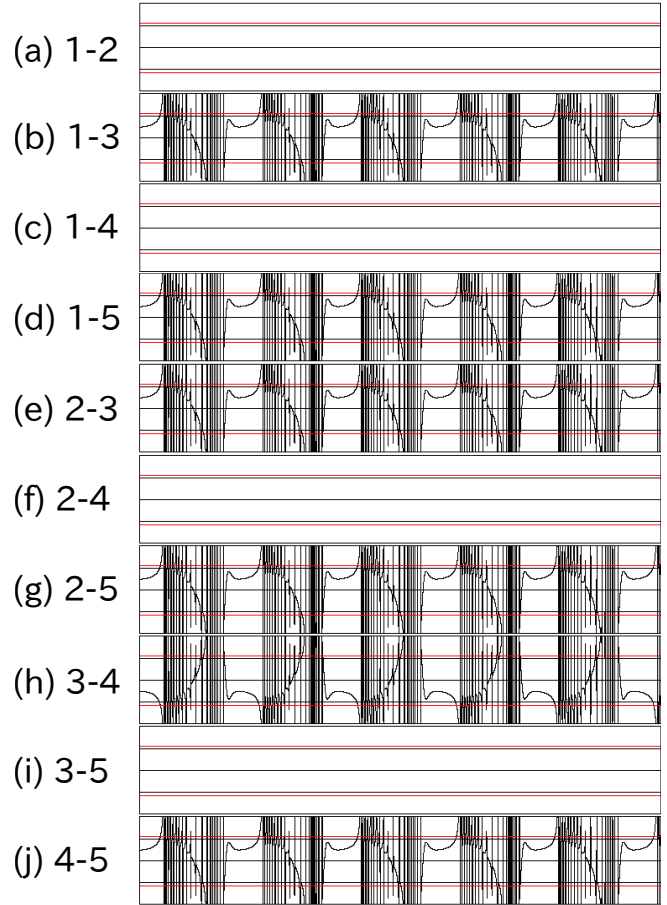 (a) 1-2
(b) 1-3
(c) 1-4
(d) 1-5
(e) 2-3
(f) 2-4
(g) 2-5
(h) 3-4
(i) 3-5
(j) 4-5